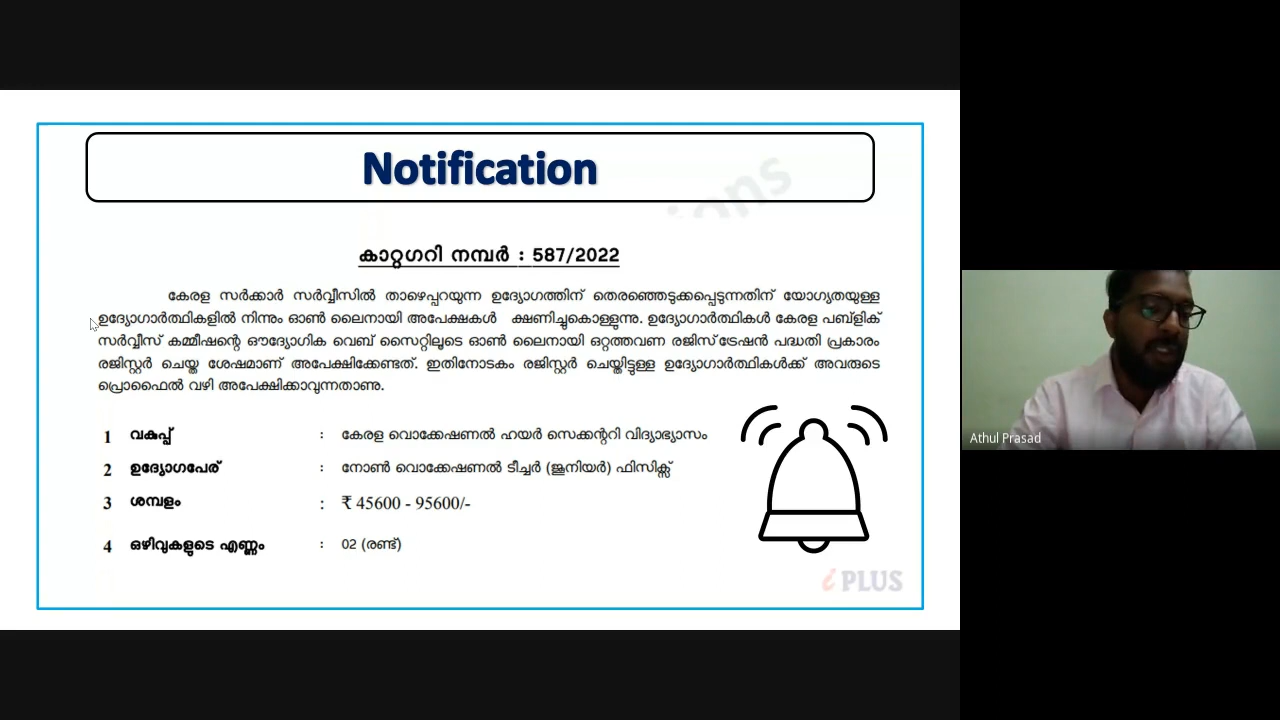 Notification
കാറ്റഗറി നമ്പർ : 587/2022
കേരള സർക്കാർ സർവ്വീസിൽ താഴെപ്പറയുന്ന ഉദ്യോഗത്തിന് തെരഞ്ഞെടുക്കപ്പെടുന്നതിന് യോഗ്യതയുള്ള
ഉദ്യോഗാർത്ഥികളിൽ നിന്നും ഓൺ ലൈനായി അപേക്ഷകൾ ക്ഷണിച്ചുകൊള്ളുന്നു. ഉദ്യോഗാർത്ഥികൾ കേരള പബ്ളിക്
സർവ്വീസ് കമ്മീഷന്റെ ഔദ്യോഗിക വെബ് സൈറ്റിലൂടെ ഓൺ ലൈനായി ഒറ്റത്തവണ രജിസ്ട്രേഷൻ പദ്ധതി പ്രകാരം
രജിസ്റ്റർ ചെയ്ത ശേഷമാണ് അപേക്ഷിക്കേണ്ടത്. ഇതിനോടകം രജിസ്റ്റർ ചെയ്തിട്ടുള്ള ഉദ്യോഗാർത്ഥികൾക്ക് അവരുടെ
പ്രൊഫൈൽ വഴി അപേക്ഷിക്കാവുന്നതാണു.
1 വകുപ്പ് : കേരള വൊക്കേഷണൽ ഹയർ സെക്കന്ററി വിദ്യാഭ്യാസം
2 ഉദ്യോഗപേര് : നോൺ വൊക്കേഷണൽ ടീച്ചർ (ജൂനിയർ) ഫിസിക്സ്
3 ശമ്പളം : ₹ 45600 - 95600/-
4 ഒഴിവുകളുടെ എണ്ണം : 02 (രണ്ട്)
i PLUS
Athul Prasad